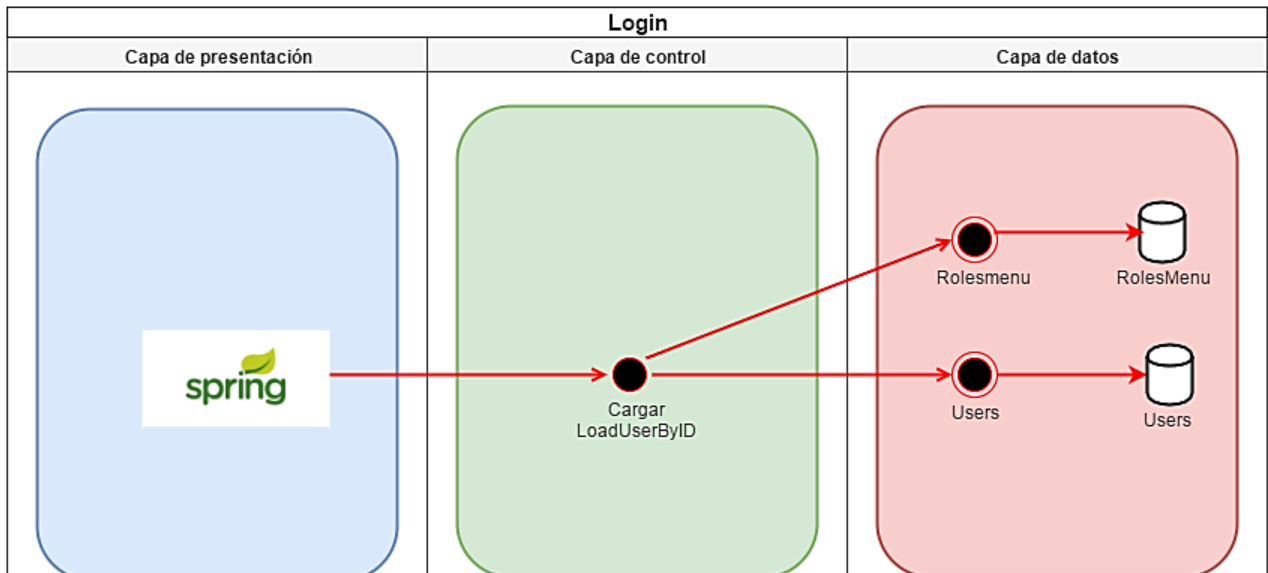 Login
Capa de presentación
Capa de control
Capa de datos
Rolesmenu
RolesMenu
spring
Cargar
LoadUserByID
Users
Users